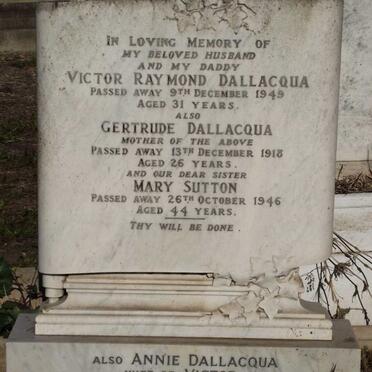 IN LOVING MEMORY OF
MY BELOVED HUSBAND
AND MY DADDY
VICTOR RAYMOND DALLACQUA
PASSED AWAY 9TH DECEMBER 1949
AGED 31 YEARS.
ALSO
GERTRUDE DALLACQUA
MOTHER OF THE ABOVE
PASSED AWAY 13TH DECEMBER 1918
AGED 26 YEARS.
AND OUR DEAR SISTER
MARY SUTTON
PASSED AWAY 26TH OCTOBER 1946
AGED 44 YEARS.
THY WILL BE DONE.
ALSO ANNIE DALLACQUA